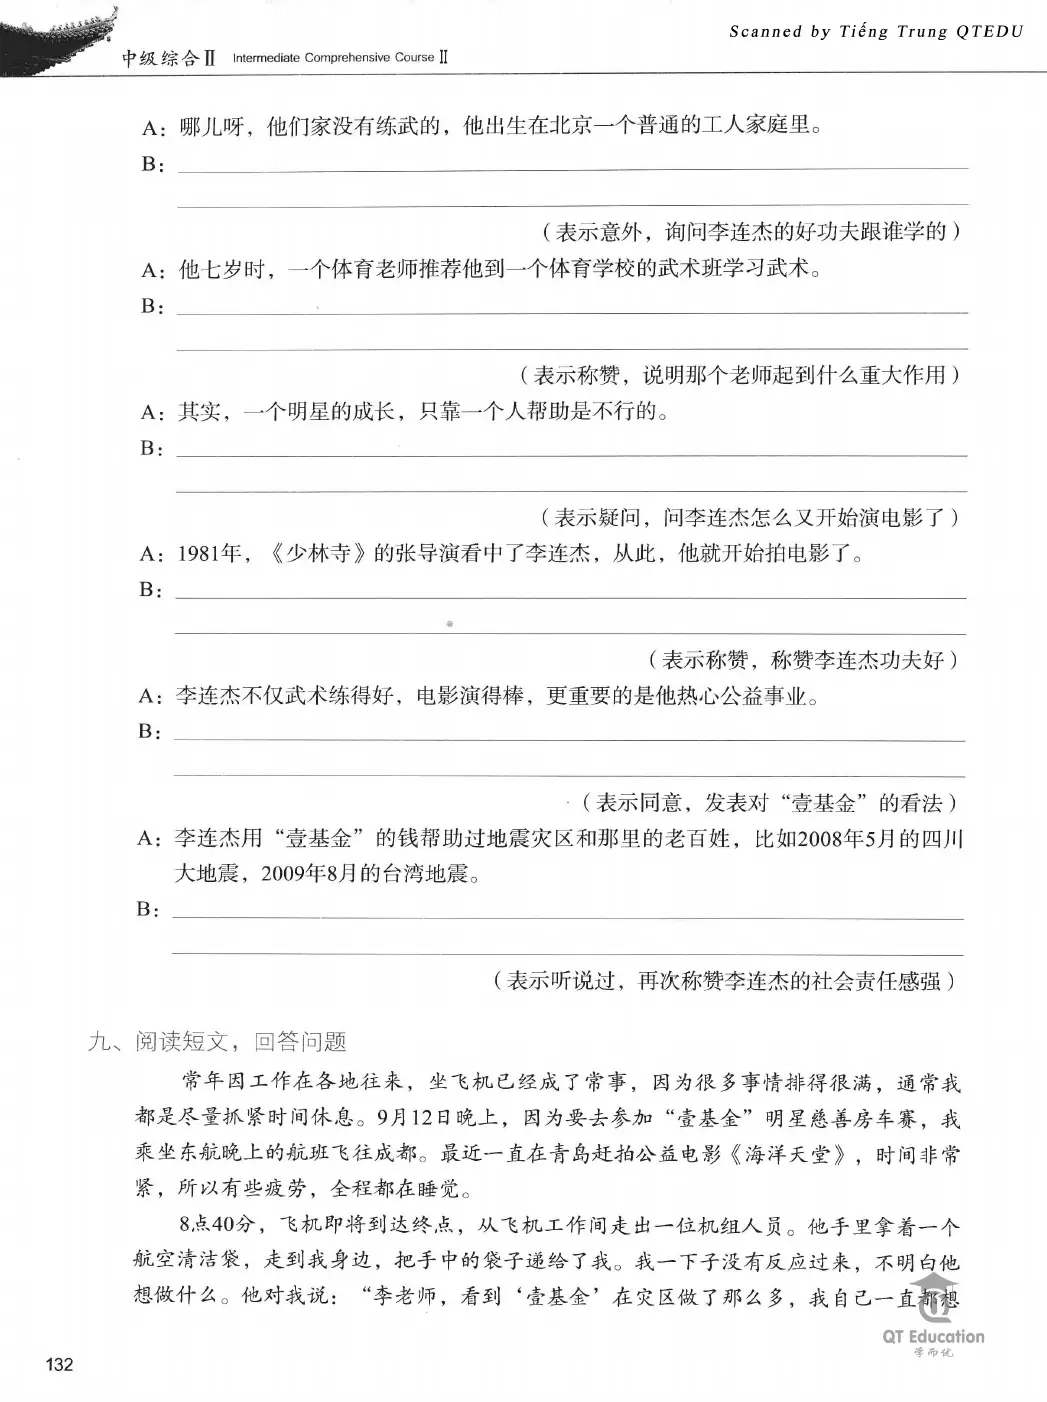 Scanned by Tiếng Trung QTEDU
中级综合Ⅱ Intermediate Comprehensive Course Ⅱ
A：哪儿呀，他们家没有练武的，他出生在北京一个普通的工人家庭里。
B：
（表示意外，询问李连杰的好功夫跟谁学的）
A：他七岁时，一个体育老师推荐他到一个体育学校的武术班学习武术。
B：
（表示称赞，说明那个老师起到什么重大作用）
A：其实，一个明星的成长，只靠一个人帮助是不行的。
B：
（表示疑问，问李连杰怎么又开始演电影了）
A：1981年，《少林寺》的张导演看中了李连杰，从此，他就开始拍电影了。
B：
（表示称赞，称赞李连杰功夫好）
A：李连杰不仅武术练得好，电影演得棒，更重要的是他热心公益事业。
B：
（表示同意，发表对“壹基金”的看法）
A：李连杰用“壹基金”的钱帮助过地震灾区和那里的老百姓，比如2008年5月的四川
大地震，2009年8月的台湾地震。
B：
（表示听说过，再次称赞李连杰的社会责任感强）
九、阅读短文，回答问题
常年因工作在各地往来，坐飞机已经成了常事，因为很多事情排得很满，通常我
都是尽量抓紧时间休息。9月12日晚上，因为要去参加“壹基金”明星慈善房车赛，我
乘坐东航晚上的航班飞往成都。最近一直在青岛赶拍公益电影《海洋天堂》，时间非常
紧，所以有些疲劳，全程都在睡觉。
8点40分，飞机即将到达终点，从飞机工作间走出一位机组人员。他手里拿着一个
航空清洁袋，走到我身边，把手中的袋子递给了我。我一下子没有反应过来，不明白他
想做什么。他对我说：“李老师，看到‘壹基金’在灾区做了那么多，我自己一直都想
QT Education
学而优
132